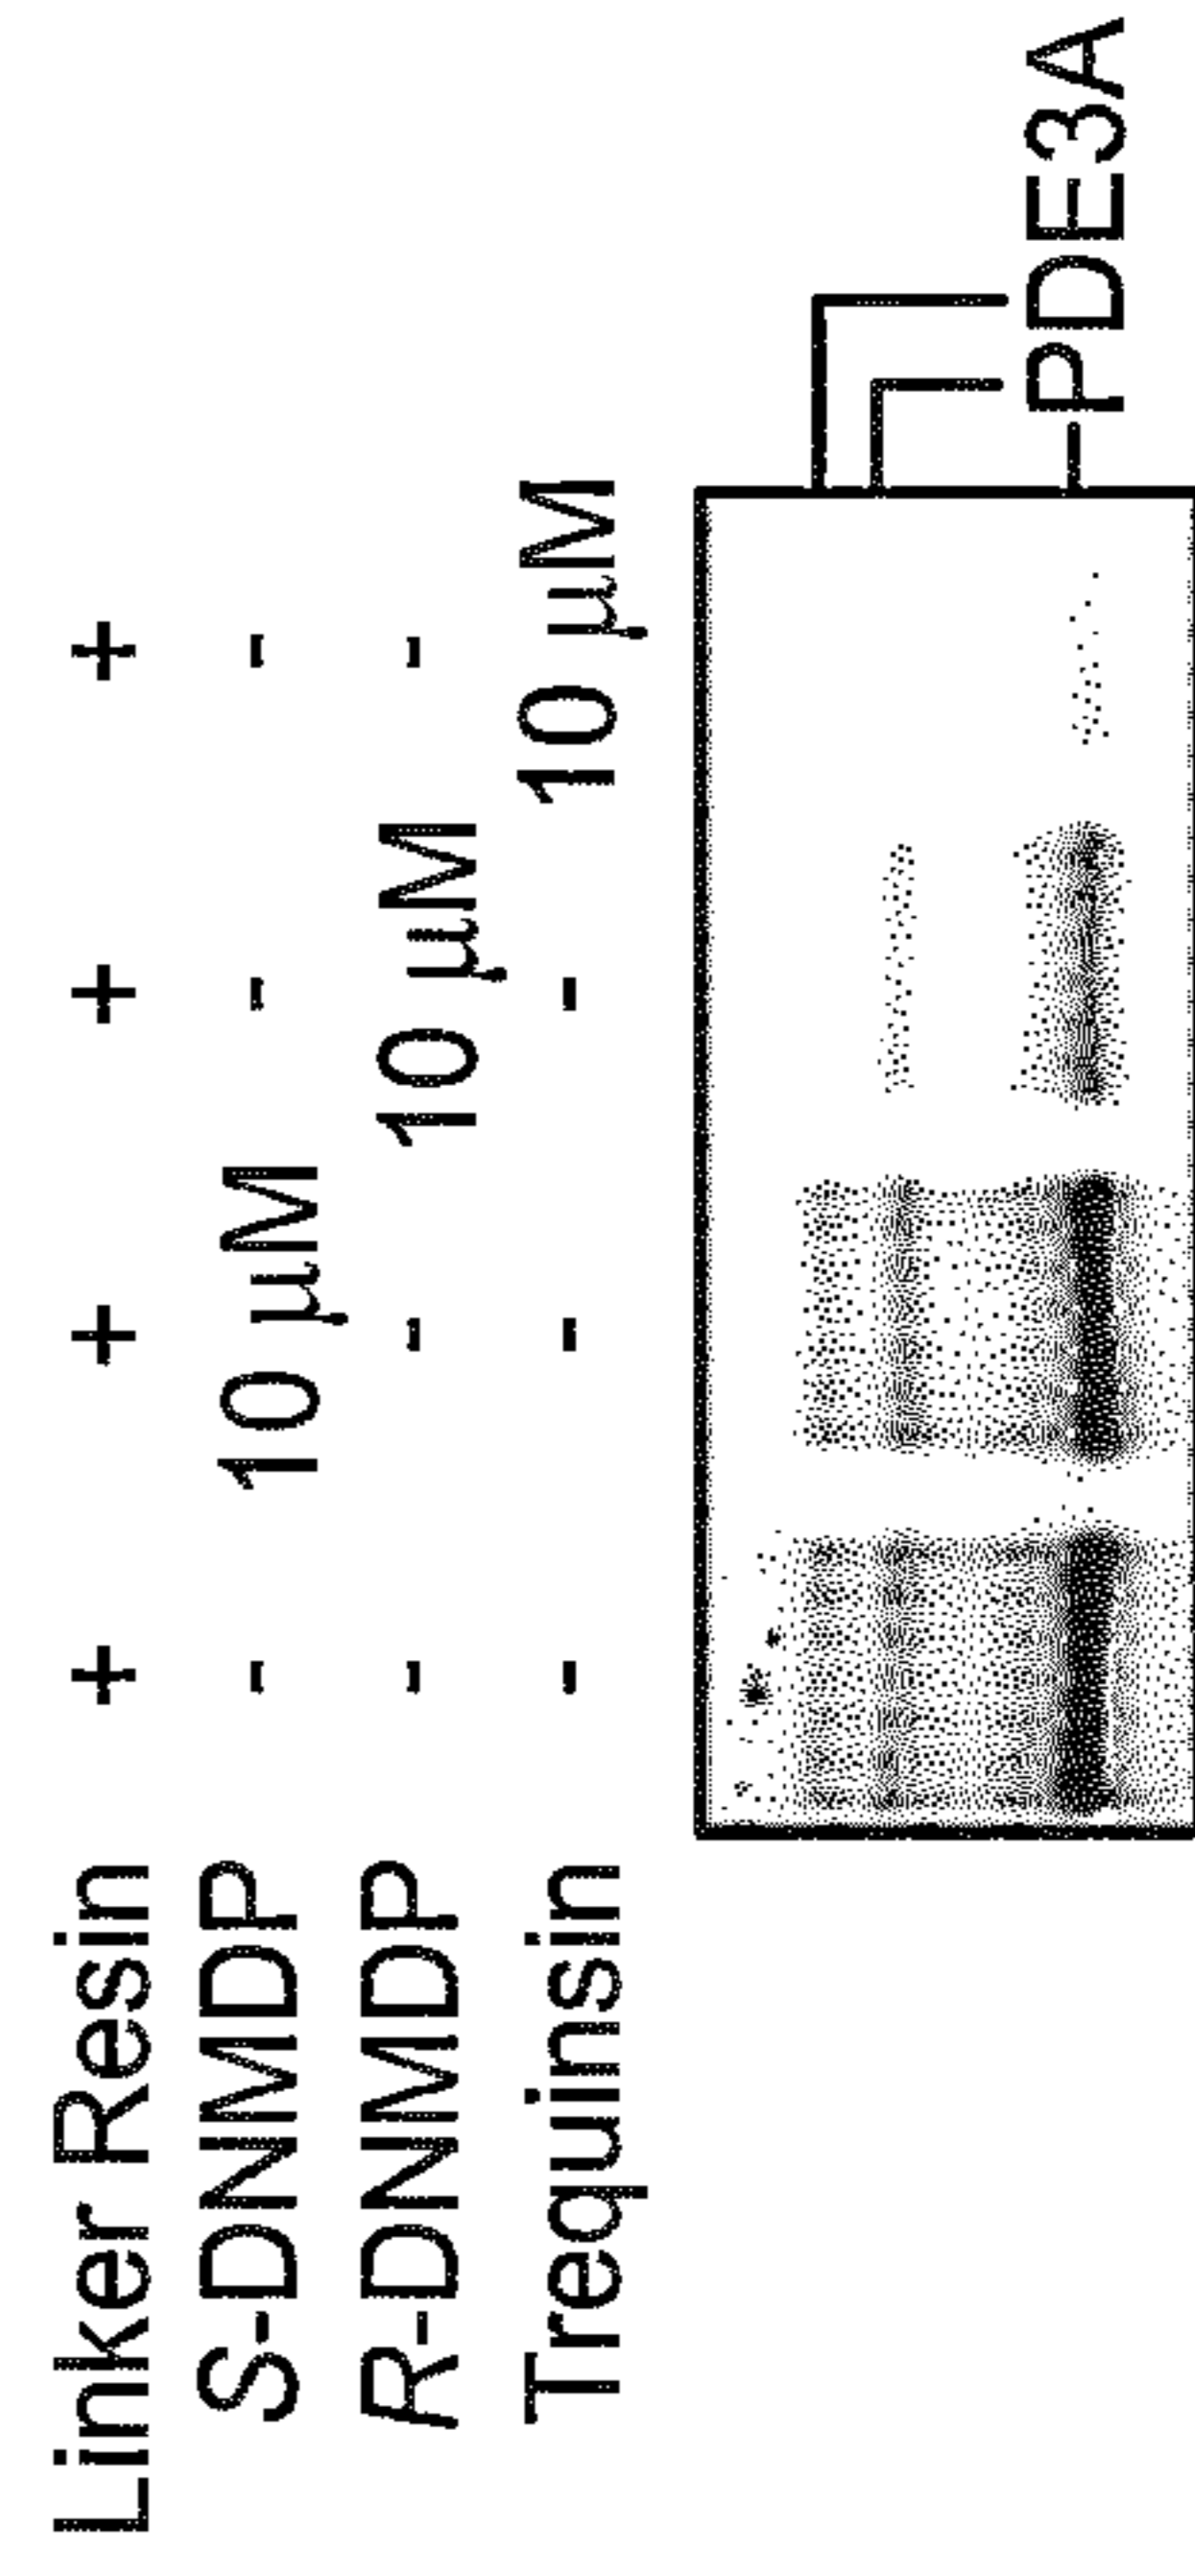 Linker Resin + + + +
S-DNMDP - 10 µM - -
R-DNMDP - - 10 µM -
Trequinsin - - - 10 µM
PDE3A